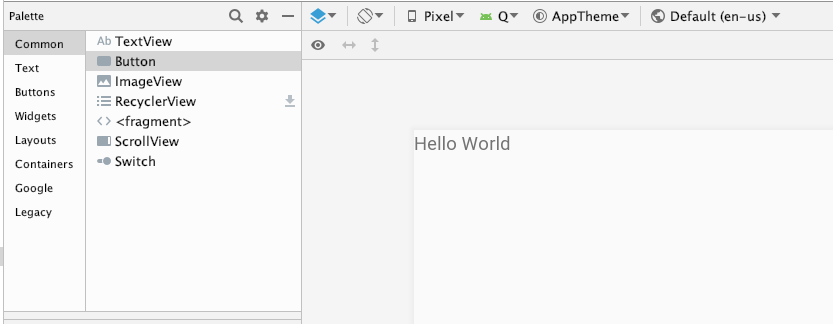 Palette
Pixel
Q
AppTheme
Default (en-us)
Common
Text
Buttons
Widgets
Layouts
Containers
Google
Legacy
Ab TextView
Button
ImageView
RecyclerView
<fragment>
ScrollView
Switch
Hello World